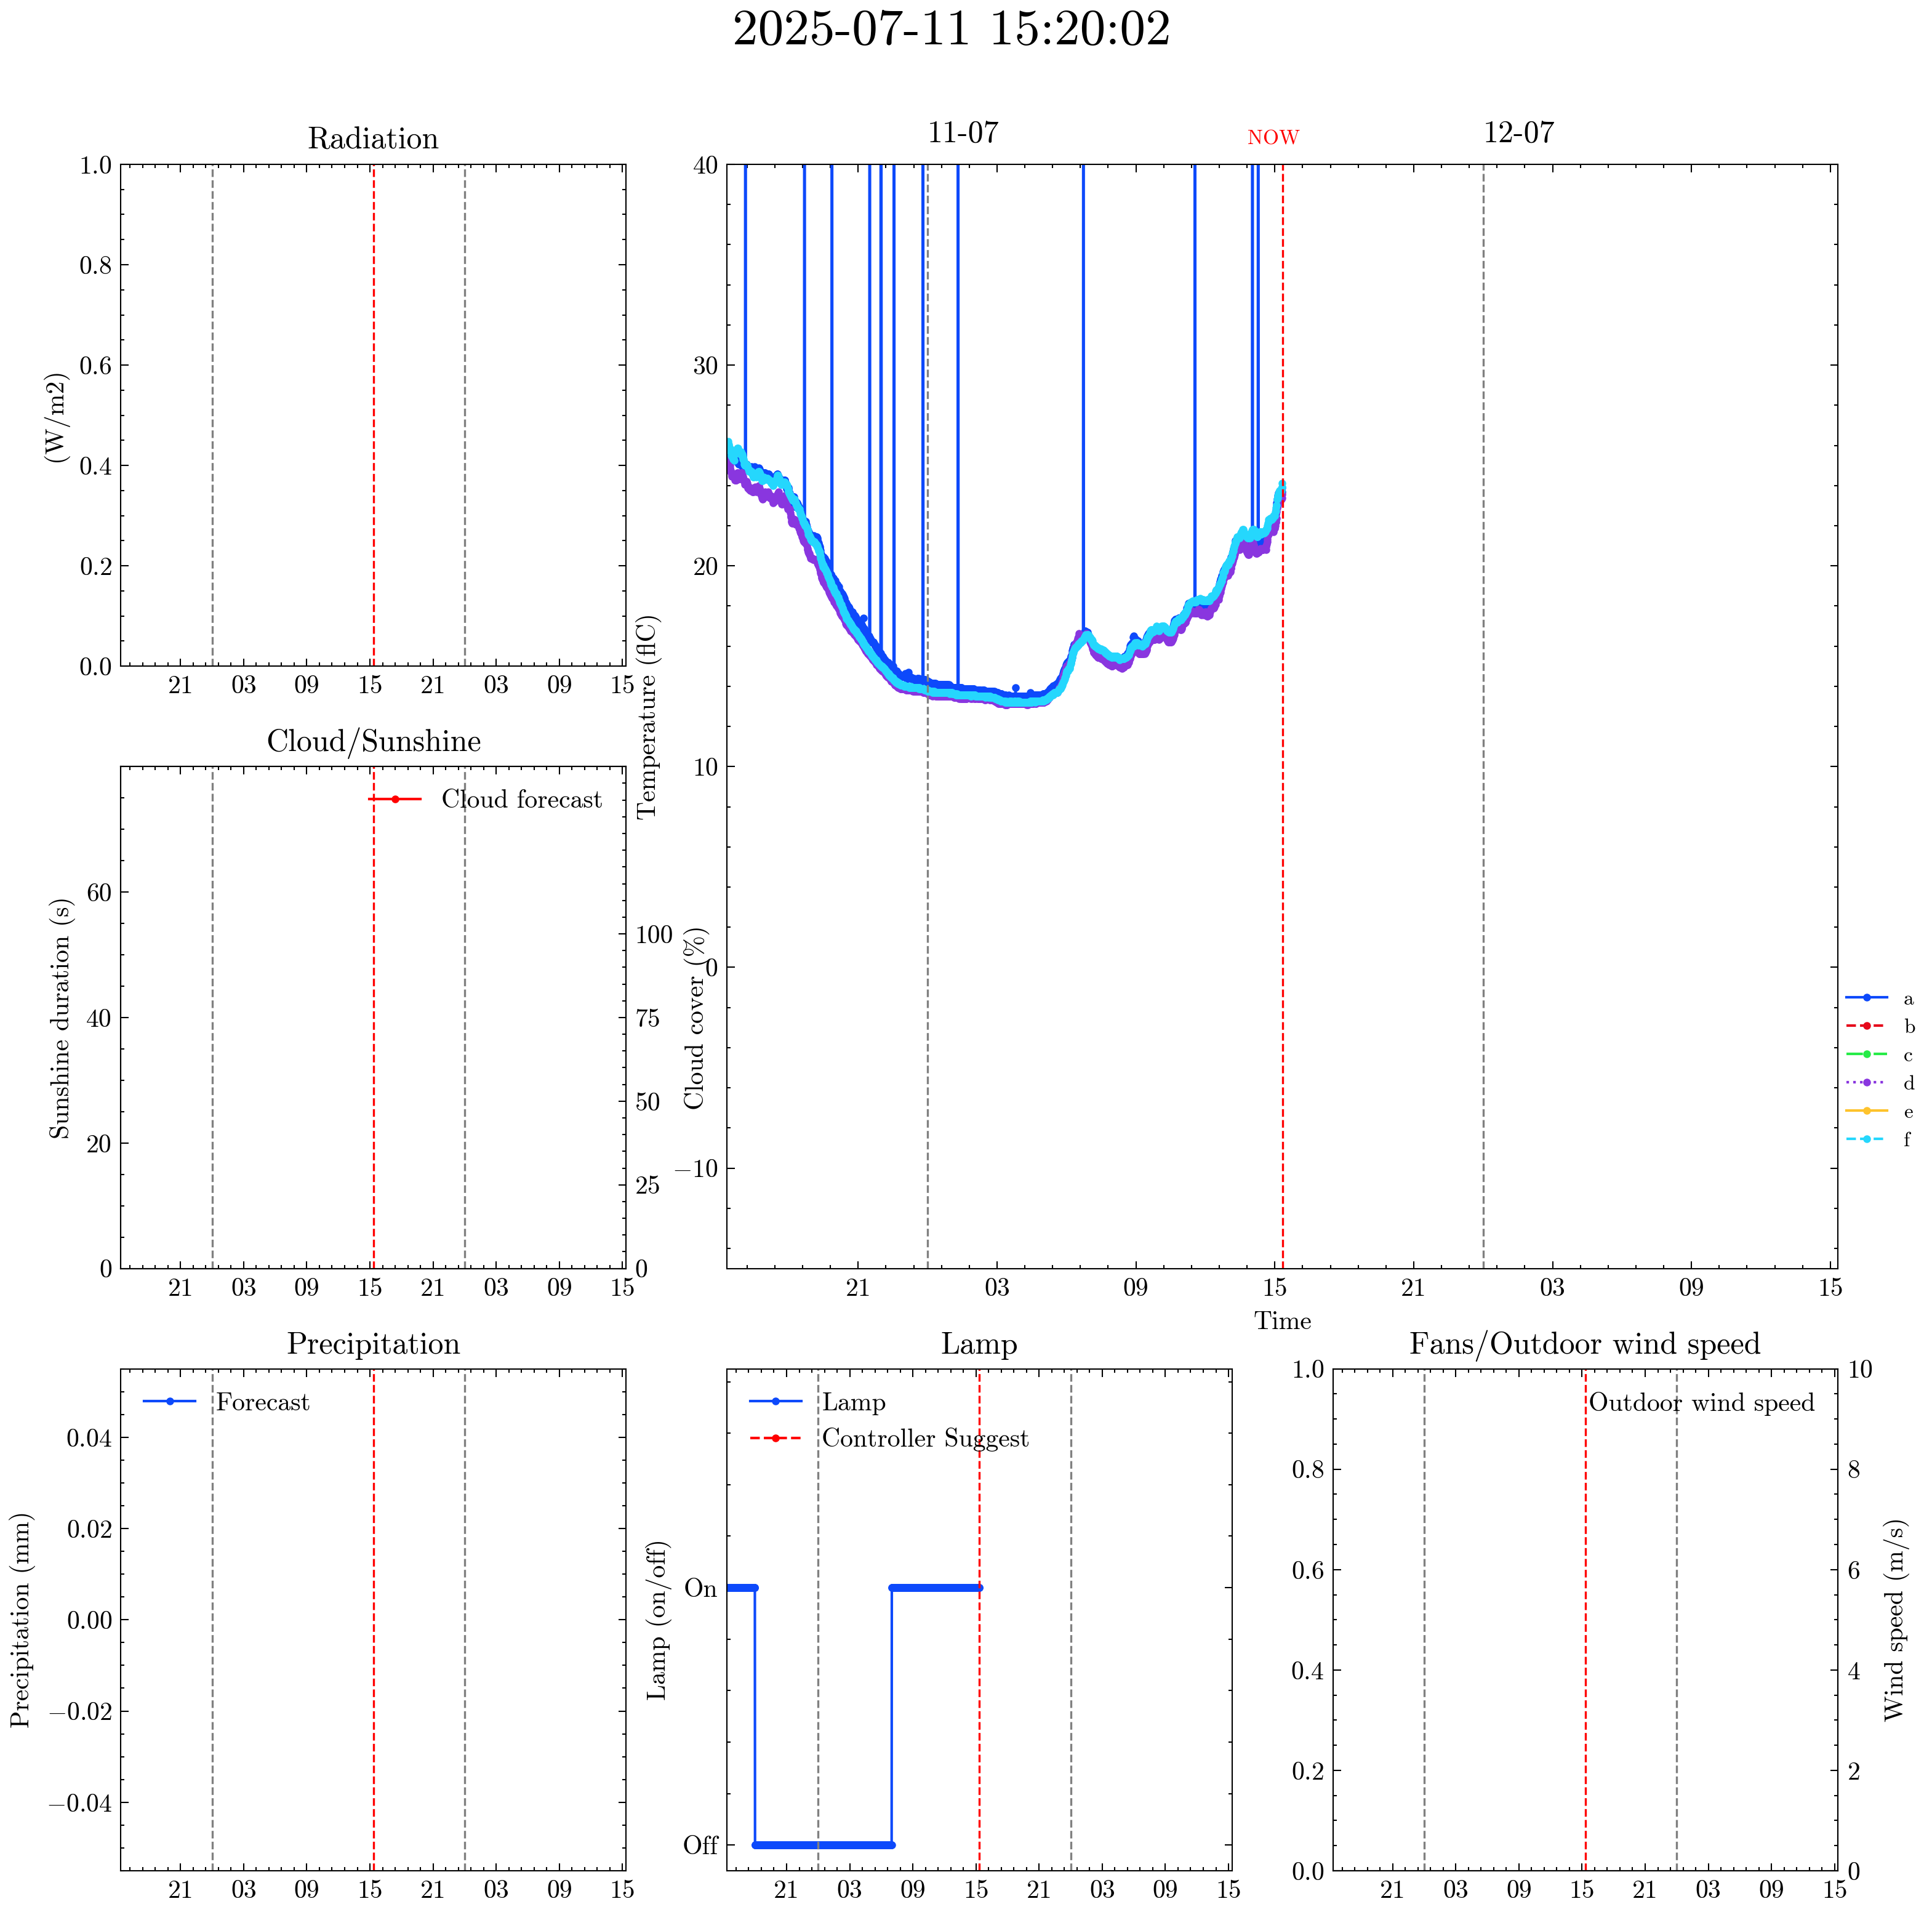 2025-07-11 15:20:02
Radiation
(W/m2)
1.0
0.8
0.6
0.4
0.2
0.0
21 03 09 15 21 03 09 15
11-07
NOW
12-07
Temperature (flC)
40
30
20
10
0
−10
21 03 09 15 21 03 09 15
Time
a
b
c
d
e
f
Cloud/Sunshine
Cloud forecast
Sunshine duration (s)
60
40
20
0
Cloud cover (%)
100
75
50
25
0
21 03 09 15 21 03 09 15
Precipitation
Forecast
Precipitation (mm)
0.04
0.02
0.00
−0.02
−0.04
21 03 09 15 21 03 09 15
Lamp
Lamp
Controller Suggest
Lamp (on/off)
On
Off
21 03 09 15 21 03 09 15
Fans/Outdoor wind speed
Outdoor wind speed
1.0
0.8
0.6
0.4
0.2
0.0
Wind speed (m/s)
10
8
6
4
2
0
21 03 09 15 21 03 09 15